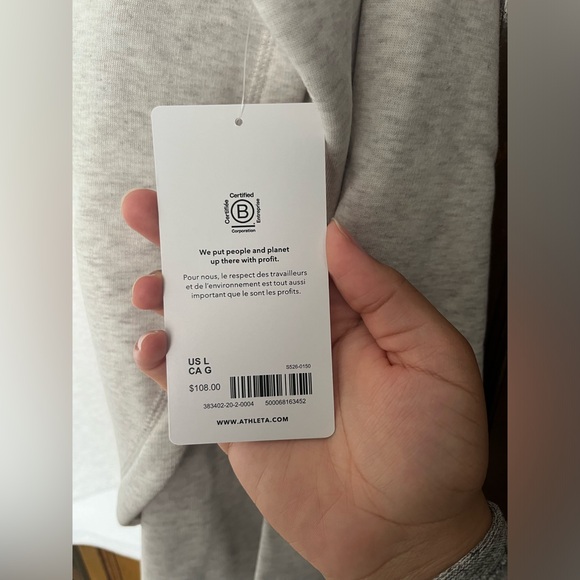 Certified
Certifiée
B
Entreprise
Corporation
We put people and planet
up there with profit.
Pour nous, le respect des travailleurs
et de l'environnement est tout aussi
important que le sont les profits.
US L
CA G
S526-0150
$108.00
383402-20-2-0004 500068163452
WWW.ATHLETA.COM